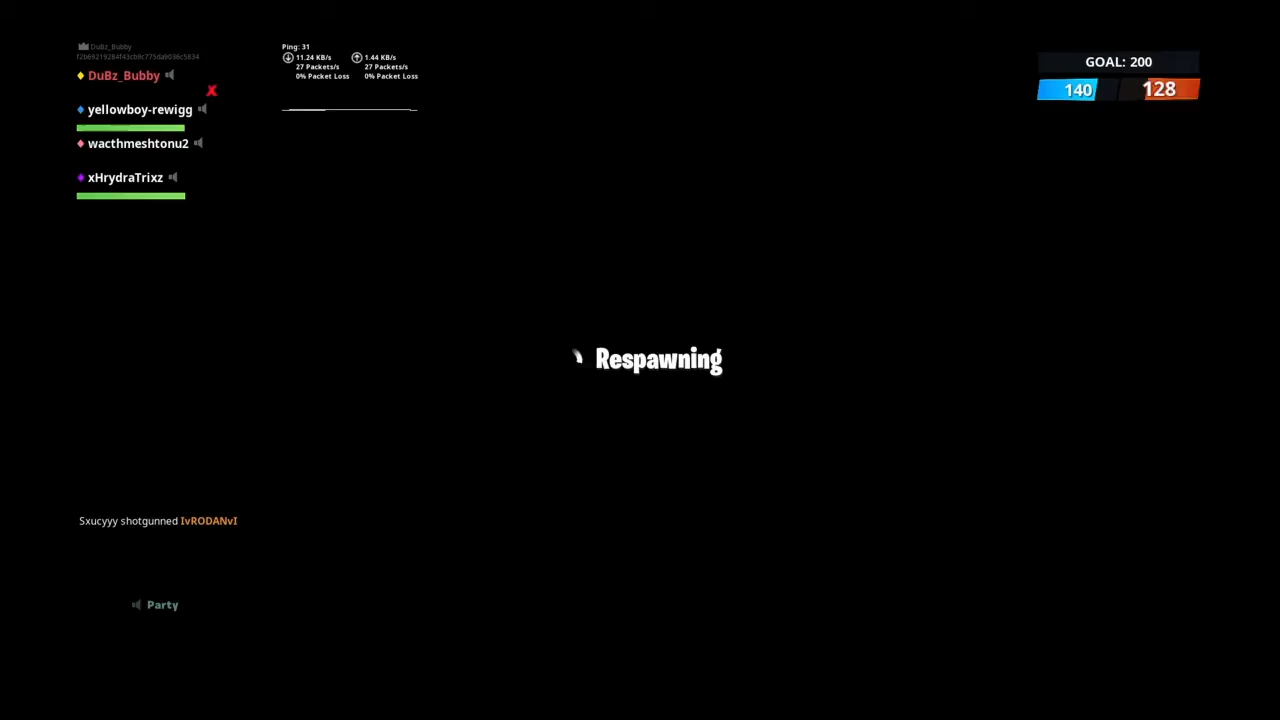 DuBz_Bubby
DuBz_Bubby
yellowboy-rewigg
wacthmeshtonu2
xHrydraTrixz
Ping: 31
11.24 KB/s 1.44 KB/s
27 Packets/s 27 Packets/s
0% Packet Loss 0% Packet Loss
GOAL: 200
140 128
Respawning
Sxucyyy shotgunned IvRODANvI
Party